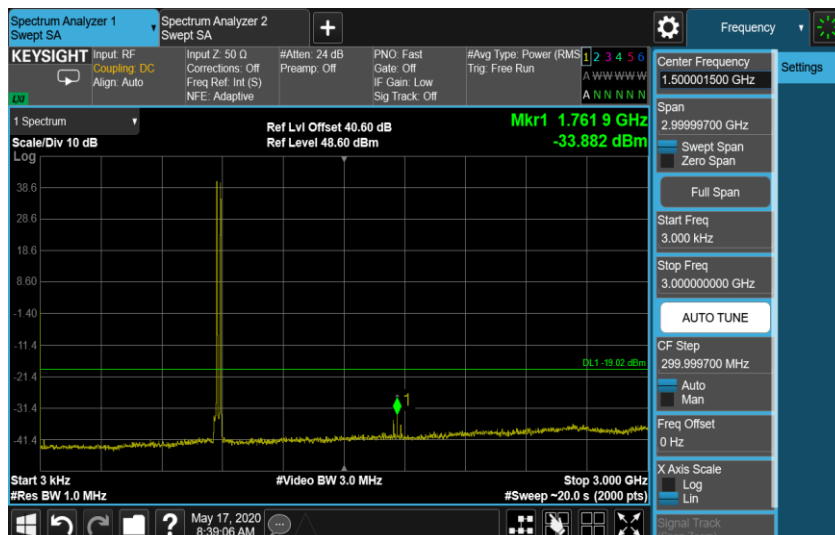 Spectrum Analyzer 1
Swept SA
Spectrum Analyzer 2
Swept SA
+
Frequency
KEYSIGHT
LXI
Input: RF
Coupling: DC
Align: Auto
Input Z: 50 Ω
Corrections: Off
Freq Ref: Int (S)
NFE: Adaptive
#Atten: 24 dB
Preamp: Off
PNO: Fast
Gate: Off
IF Gain: Low
Sig Track: Off
#Avg Type: Power (RMS
Trig: Free Run
1 2 3 4 5 6
A W W W W W
A N N N N N
1 Spectrum
Scale/Div 10 dB
Log
Ref Lvl Offset 40.60 dB
Ref Level 48.60 dBm
Mkr1 1.761 9 GHz
-33.882 dBm
38.6
28.6
18.6
8.60
-1.40
-11.4
-21.4
-31.4
-41.4
DL1 -19.02 dBm
1
Start 3 kHz
#Res BW 1.0 MHz
#Video BW 3.0 MHz
Stop 3.000 GHz
#Sweep ~20.0 s (2000 pts)
Center Frequency
1.500001500 GHz
Span
2.99999700 GHz
Swept Span
Zero Span
Full Span
Start Freq
3.000 kHz
Stop Freq
3.000000000 GHz
AUTO TUNE
CF Step
299.999700 MHz
Auto
Man
Freq Offset
0 Hz
X Axis Scale
Log
Lin
Signal Track
Settings
?
May 17, 2020
8:39:06 AM